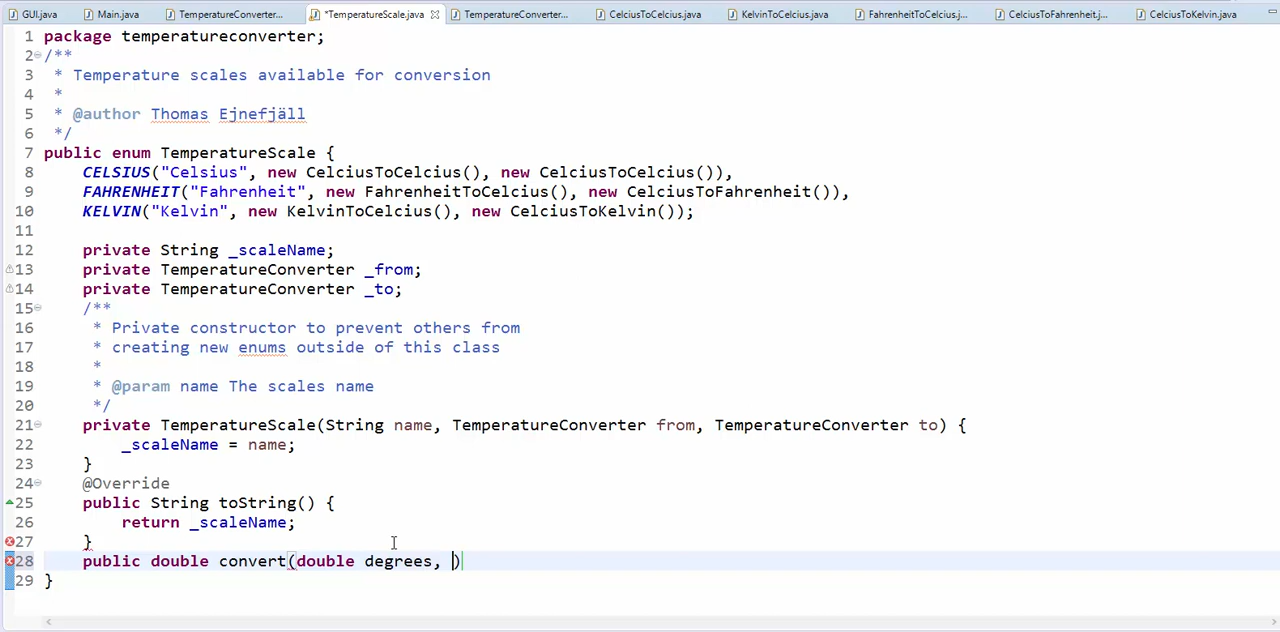 GUI.java Main.java TemperatureConverter... *TemperatureScale.java TemperatureConverter... CelciusToCelcius.java KelvinToCelcius.java FahrenheitToCelcius.j... CelciusToFahrenheit.j... CelciusToKelvin.java
1 package temperatureconverter;
2 /**
3 * Temperature scales available for conversion
4 *
5 * @author Thomas Ejnefjäll
6 */
7 public enum TemperatureScale {
8 CELSIUS("Celsius", new CelciusToCelcius(), new CelciusToCelcius()),
9 FAHRENHEIT("Fahrenheit", new FahrenheitToCelcius(), new CelciusToFahrenheit()),
10 KELVIN("Kelvin", new KelvinToCelcius(), new CelciusToKelvin());
11
12 private String _scaleName;
13 private TemperatureConverter _from;
14 private TemperatureConverter _to;
15 /**
16 * Private constructor to prevent others from
17 * creating new enums outside of this class
18 *
19 * @param name The scales name
20 */
21 private TemperatureScale(String name, TemperatureConverter from, TemperatureConverter to) {
22 _scaleName = name;
23 }
24 @Override
25 public String toString() {
26 return _scaleName;
27 }
28 public double convert(double degrees, )
29 }